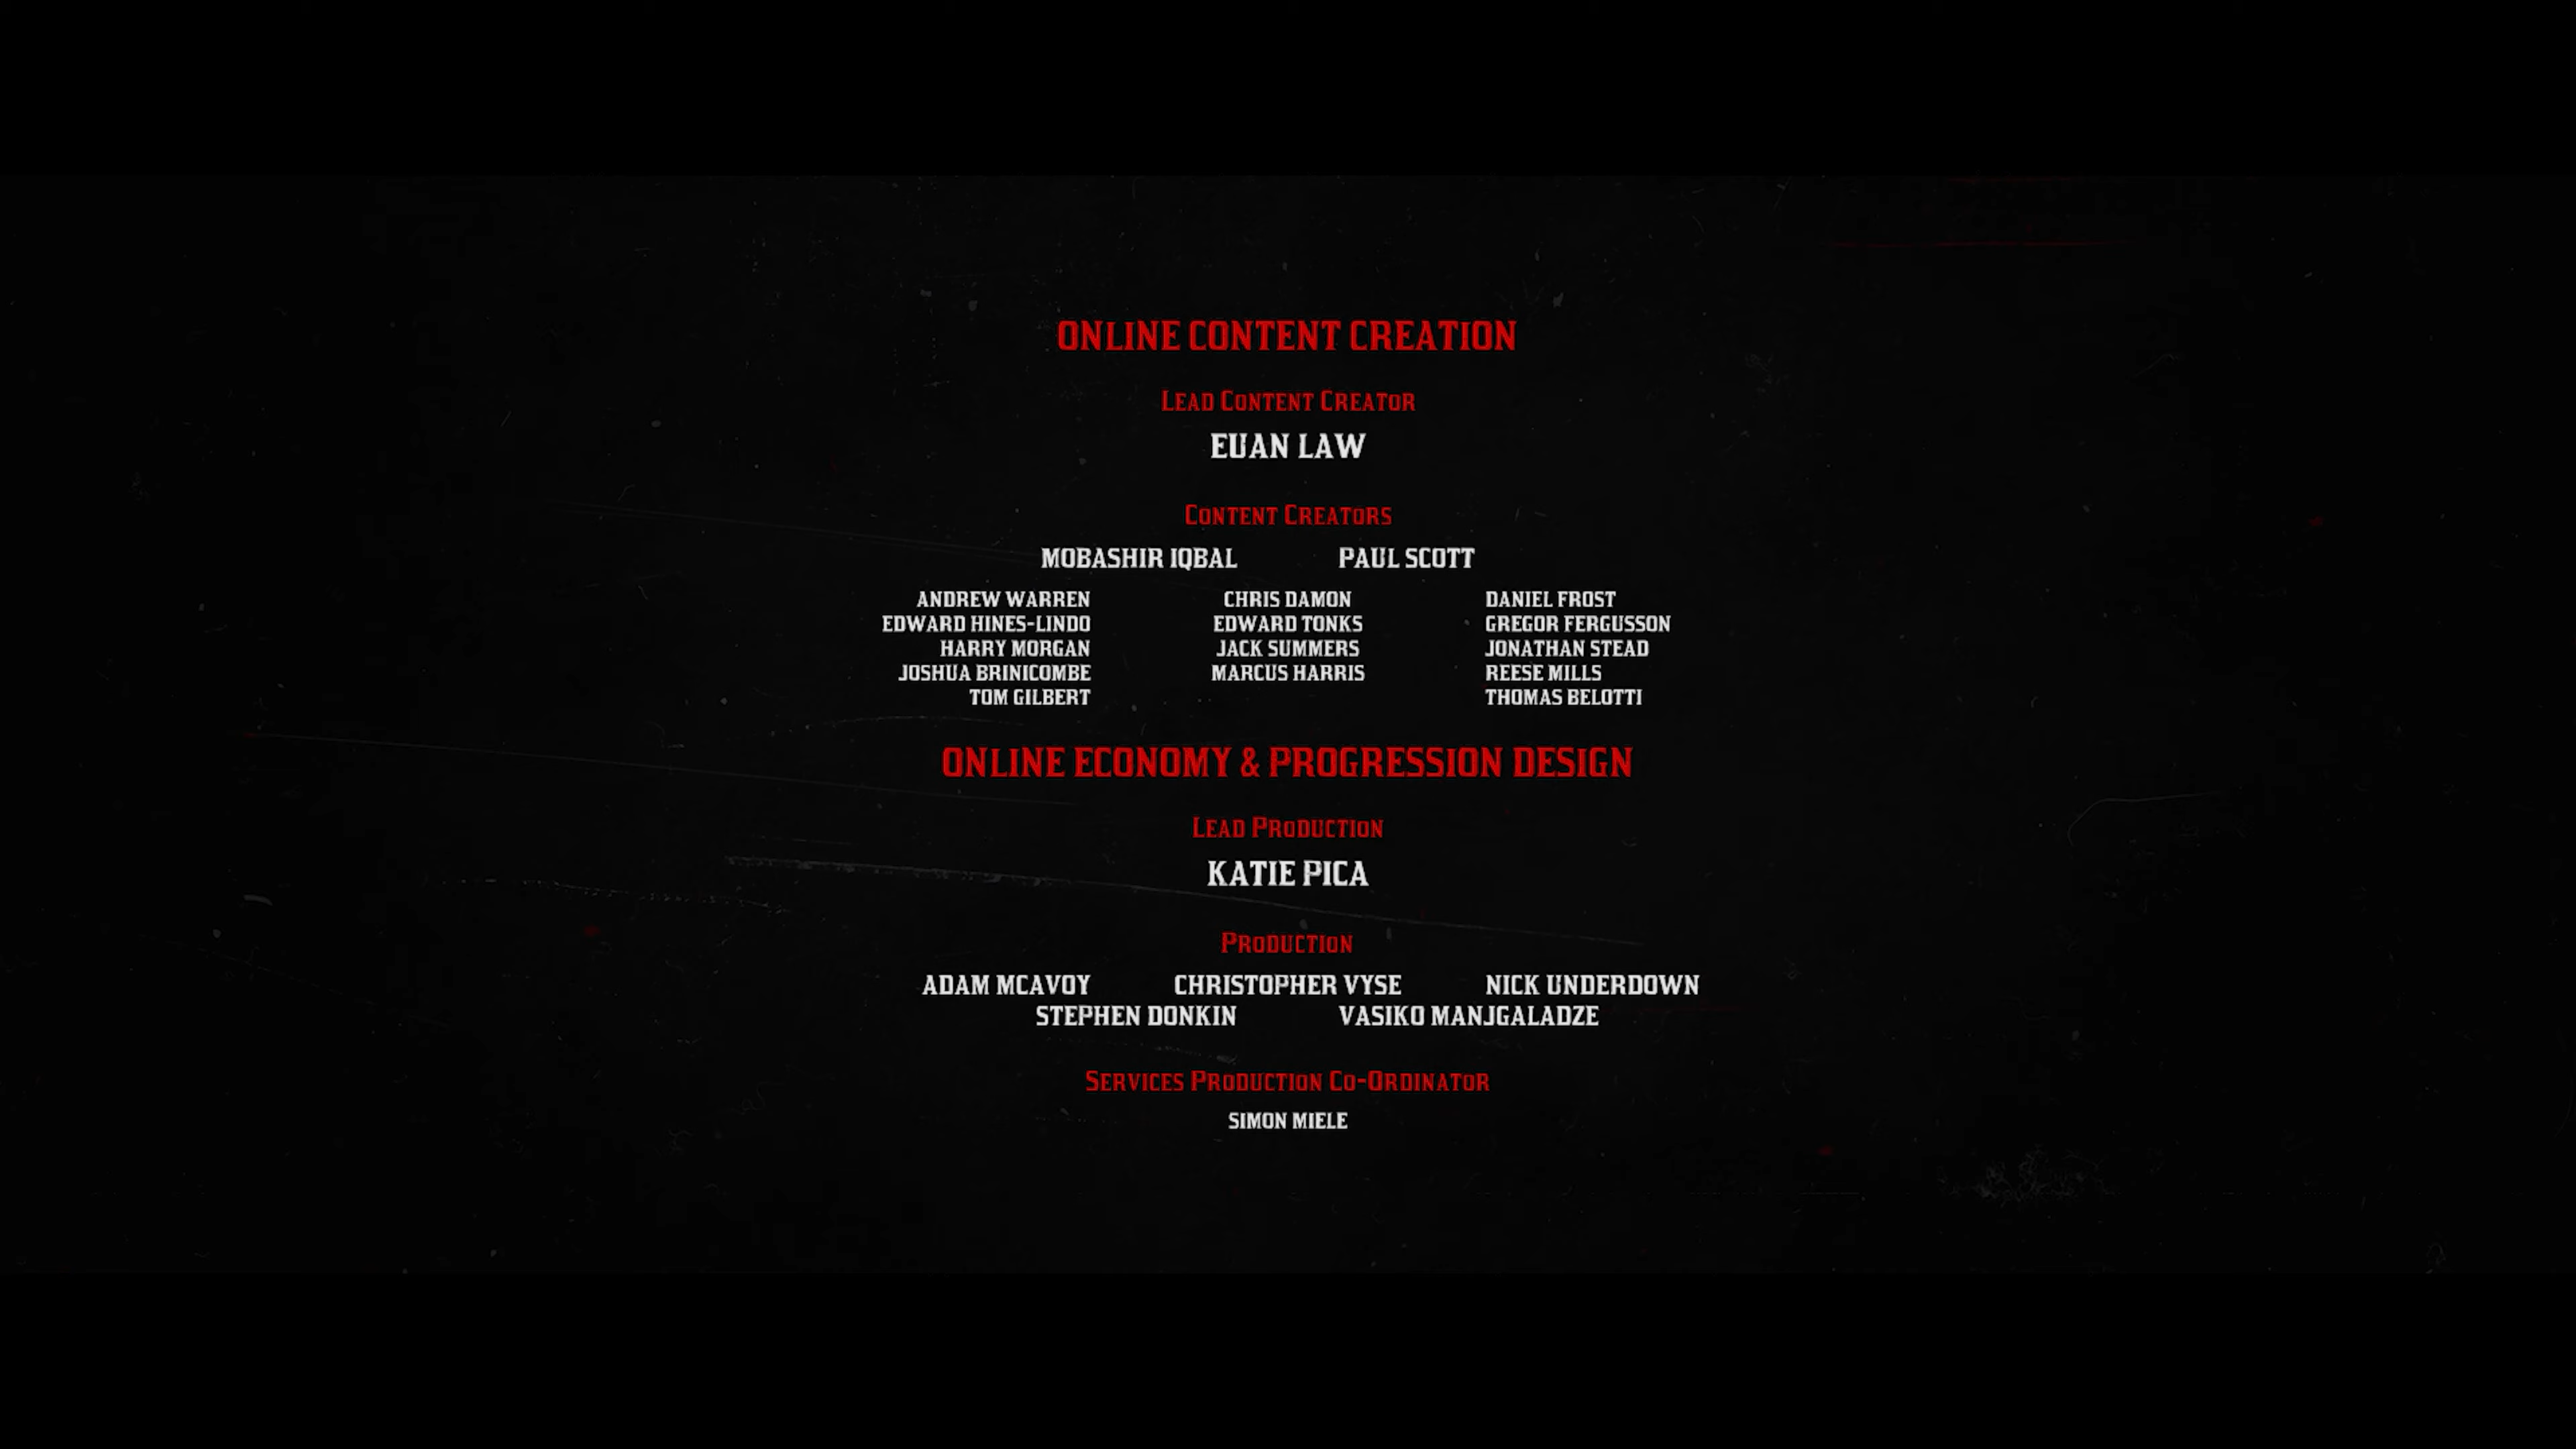 ONLINE CONTENT CREATION
LEAD CONTENT CREATOR
EUAN LAW
CONTENT CREATORS
MOBASHIR IQBAL PAUL SCOTT
ANDREW WARREN CHRIS DAMON DANIEL FROST
EDWARD HINES-LINDO EDWARD TONKS GREGOR FERGUSSON
HARRY MORGAN JACK SUMMERS JONATHAN STEAD
JOSHUA BRINICOMBE MARCUS HARRIS REESE MILLS
TOM GILBERT THOMAS BELOTTI
ONLINE ECONOMY & PROGRESSION DESIGN
LEAD PRODUCTION
KATIE PICA
PRODUCTION
ADAM MCAVOY CHRISTOPHER VYSE NICK UNDERDOWN
STEPHEN DONKIN VASIKO MANJGALADZE
SERVICES PRODUCTION CO-ORDINATOR
SIMON MIELE